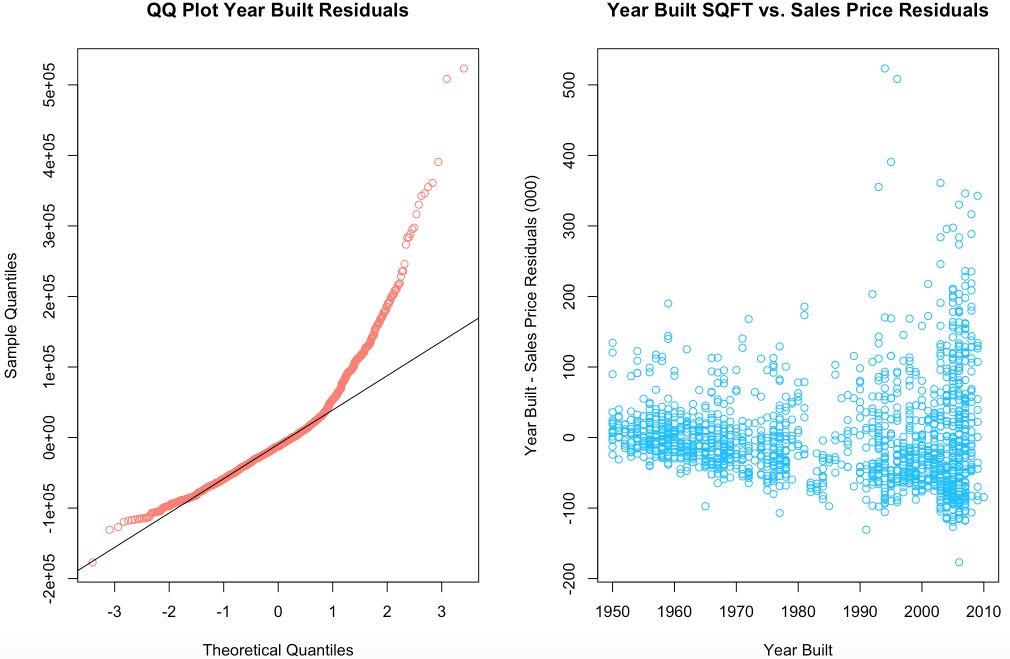 QQ Plot Year Built Residuals
Sample Quantiles
5e+05
4e+05
3e+05
2e+05
1e+05
0e+00
-1e+05
-2e+05
-3 -2 -1 0 1 2 3
Theoretical Quantiles
Year Built SQFT vs. Sales Price Residuals
Year Built - Sales Price Residuals (000)
500
400
300
200
100
0
-100
-200
1950 1960 1970 1980 1990 2000 2010
Year Built